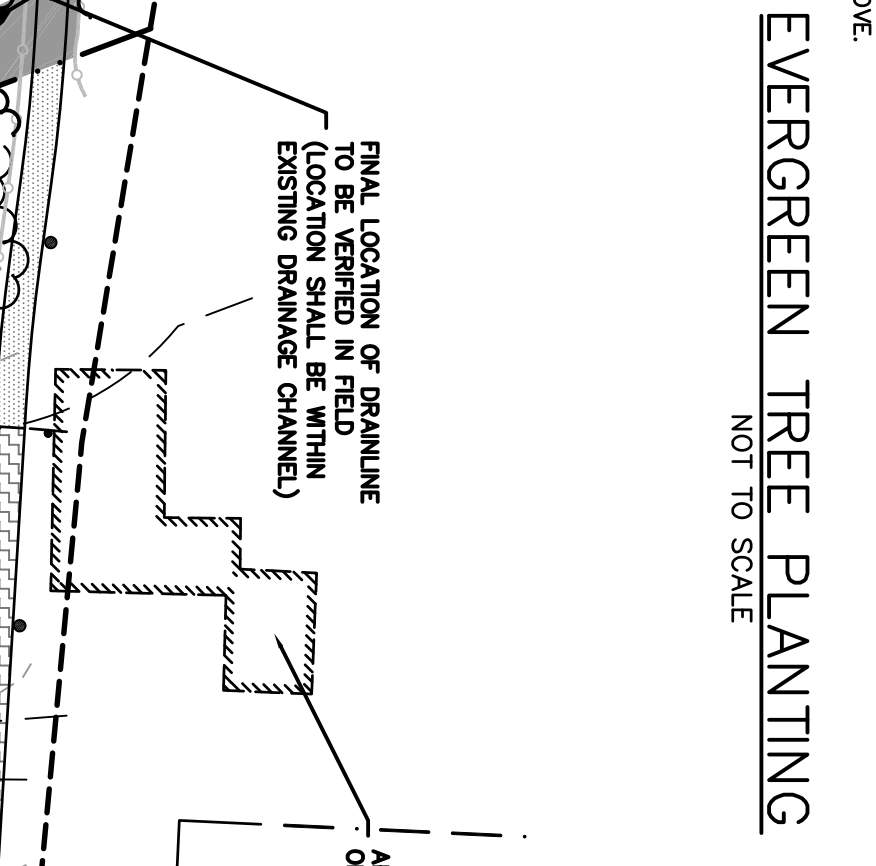 OVE.
EVERGREEN TREE PLANTING
NOT TO SCALE
FINAL LOCATION OF DRAINLINE
TO BE VERIFIED IN FIELD
(LOCATION SHALL BE WITHIN
EXISTING DRAINAGE CHANNEL)
A
O